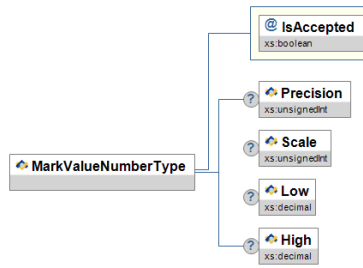 @ IsAccepted
xs:boolean
? Precision
xs:unsignedInt
? Scale
xs:unsignedInt
MarkValueNumberType
? Low
xs:decimal
? High
xs:decimal